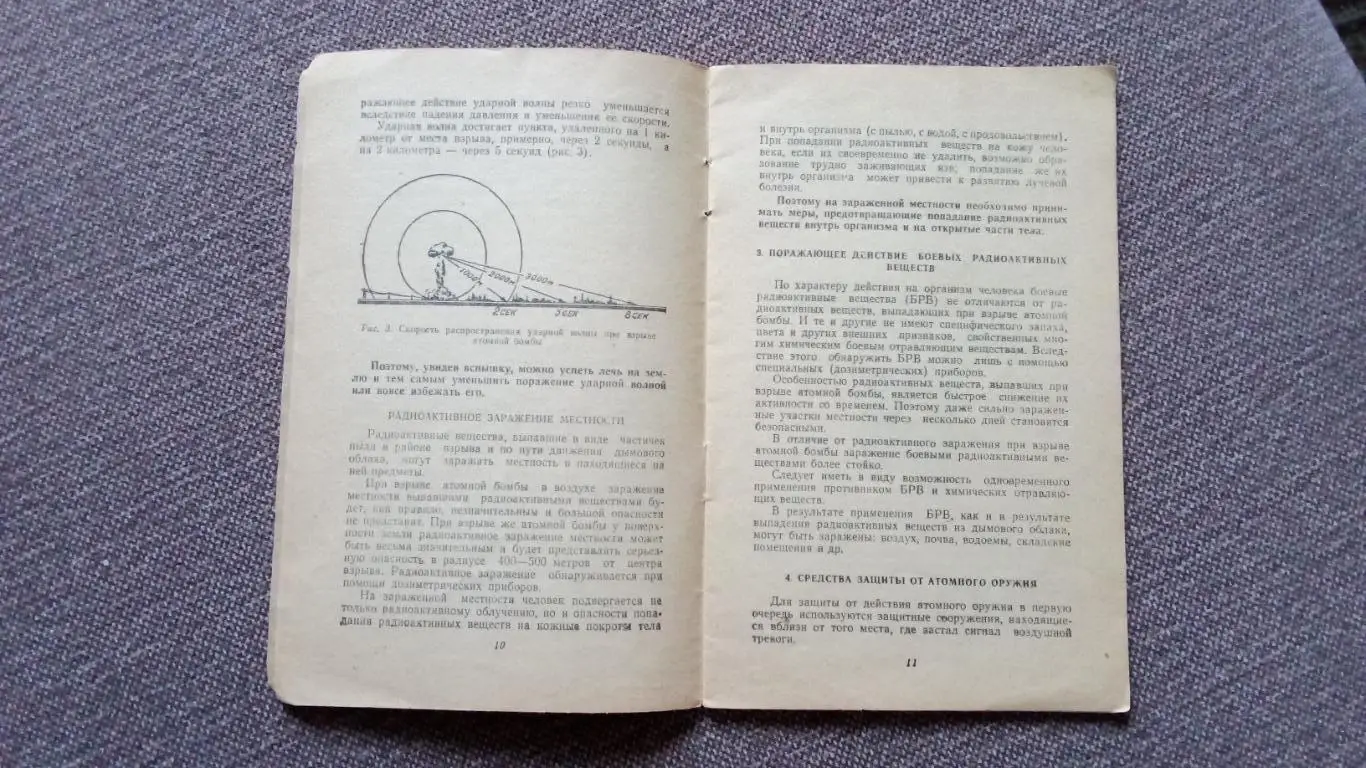 ражающее действие ударной волны резко уменьшается
вследствие падения давления и уменьшения ее скорости.
Ударная волна достигает пункта, удаленного на 1 ки-
лометр от места взрыва, примерно, через 2 секунды, а
на 2 километра — через 5 секунд (рис. 3).
1000м 2000м 3000м
2 СЕК 5 СЕК 8 СЕК
Рис. 3. Скорость распространения ударной волны при взрыве
атомной бомбы
Поэтому, увидев вспышку, можно успеть лечь на зем-
лю и тем самым уменьшить поражение ударной волной
или вовсе избежать его.
РАДИОАКТИВНОЕ ЗАРАЖЕНИЕ МЕСТНОСТИ
Радиоактивные вещества, выпавшие в виде частичек
пыли в районе взрыва и по пути движения дымового
облака, могут заражать местность и находящиеся на
ней предметы.
При взрыве атомной бомбы в воздухе заражение
местности выпавшими радиоактивными веществами бу-
дет, как правило, незначительным и большой опасности
не представит. При взрыве же атомной бомбы у поверх-
ности земли радиоактивное заражение местности может
быть весьма значительным и будет представлять серьез-
ную опасность в радиусе 400—500 метров от центра
взрыва. Радиоактивное заражение обнаруживается при
помощи дозиметрических приборов.
На зараженной местности человек подвергается не
только радиоактивному облучению, но и опасности попа-
дания радиоактивных веществ на кожные покровы тела
10
и внутрь организма (с пылью, с водой, с продовольствием).
При попадании радиоактивных веществ на кожу чело-
века, если их своевременно не удалить, возможно обра-
зование трудно заживающих язв, попадание же их
внутрь организма может привести к развитию лучевой
болезни.
Поэтому на зараженной местности необходимо прини-
мать меры, предотвращающие попадание радиоактивных
веществ внутрь организма и на открытые части тела.
3. ПОРАЖАЮЩЕЕ ДЕЙСТВИЕ БОЕВЫХ РАДИОАКТИВНЫХ
ВЕЩЕСТВ
По характеру действия на организм человека боевые
радиоактивные вещества (БРВ) не отличаются от ра-
диоактивных веществ, выпадающих при взрыве атомной
бомбы. И те и другие не имеют специфического запаха,
цвета и других внешних признаков, свойственных мно-
гим химическим боевым отравляющим веществам. Вслед-
ствие этого обнаружить БРВ можно лишь с помощью
специальных (дозиметрических) приборов.
Особенностью радиоактивных веществ, выпавших при
взрыве атомной бомбы, является быстрое снижение их
активности со временем. Поэтому даже сильно заражен-
ные участки местности через несколько дней становятся
безопасными.
В отличие от радиоактивного заражения при взрыве
атомной бомбы заражение боевыми радиоактивными ве-
ществами более стойко.
Следует иметь в виду возможность одновременного
применения противником БРВ и химических отравляю-
щих веществ.
В результате применения БРВ, как и в результате
выпадения радиоактивных веществ из дымового облака,
могут быть заражены: воздух, почва, водоемы, складские
помещения и др.
4. СРЕДСТВА ЗАЩИТЫ ОТ АТОМНОГО ОРУЖИЯ
Для защиты от действия атомного оружия в первую
очередь используются защитные сооружения, находящие-
ся вблизи от того места, где застал сигнал воздушной
тревоги.
11